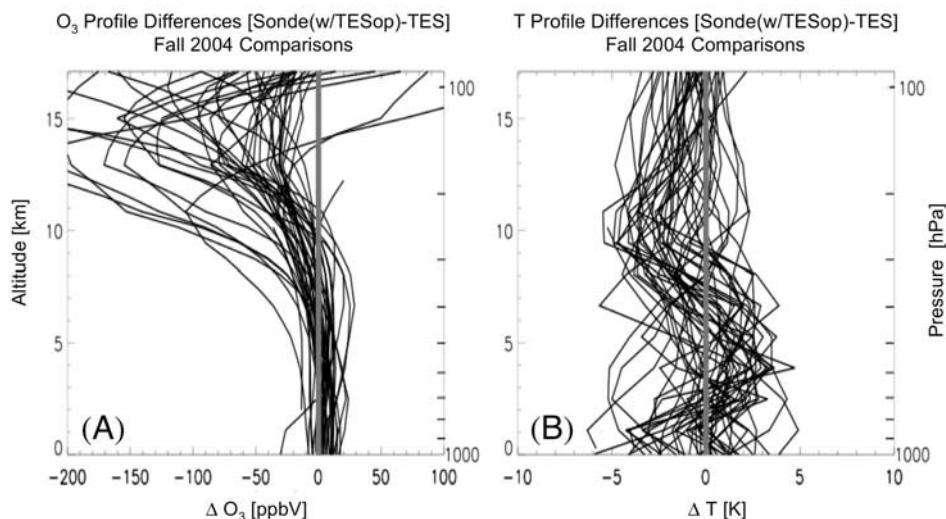 O₃ Profile Differences [Sonde(w/TESop)-TES]
Fall 2004 Comparisons
T Profile Differences [Sonde(w/TESop)-TES]
Fall 2004 Comparisons
Altitude [km]
15
10
5
0
(A)
-200 -150 -100 -50 0 50 100
Δ O₃ [ppbV]
(B)
-10 -5 0 5 10
Δ T [K]
100
1000
15
10
5
0
100
1000
Pressure [hPa]